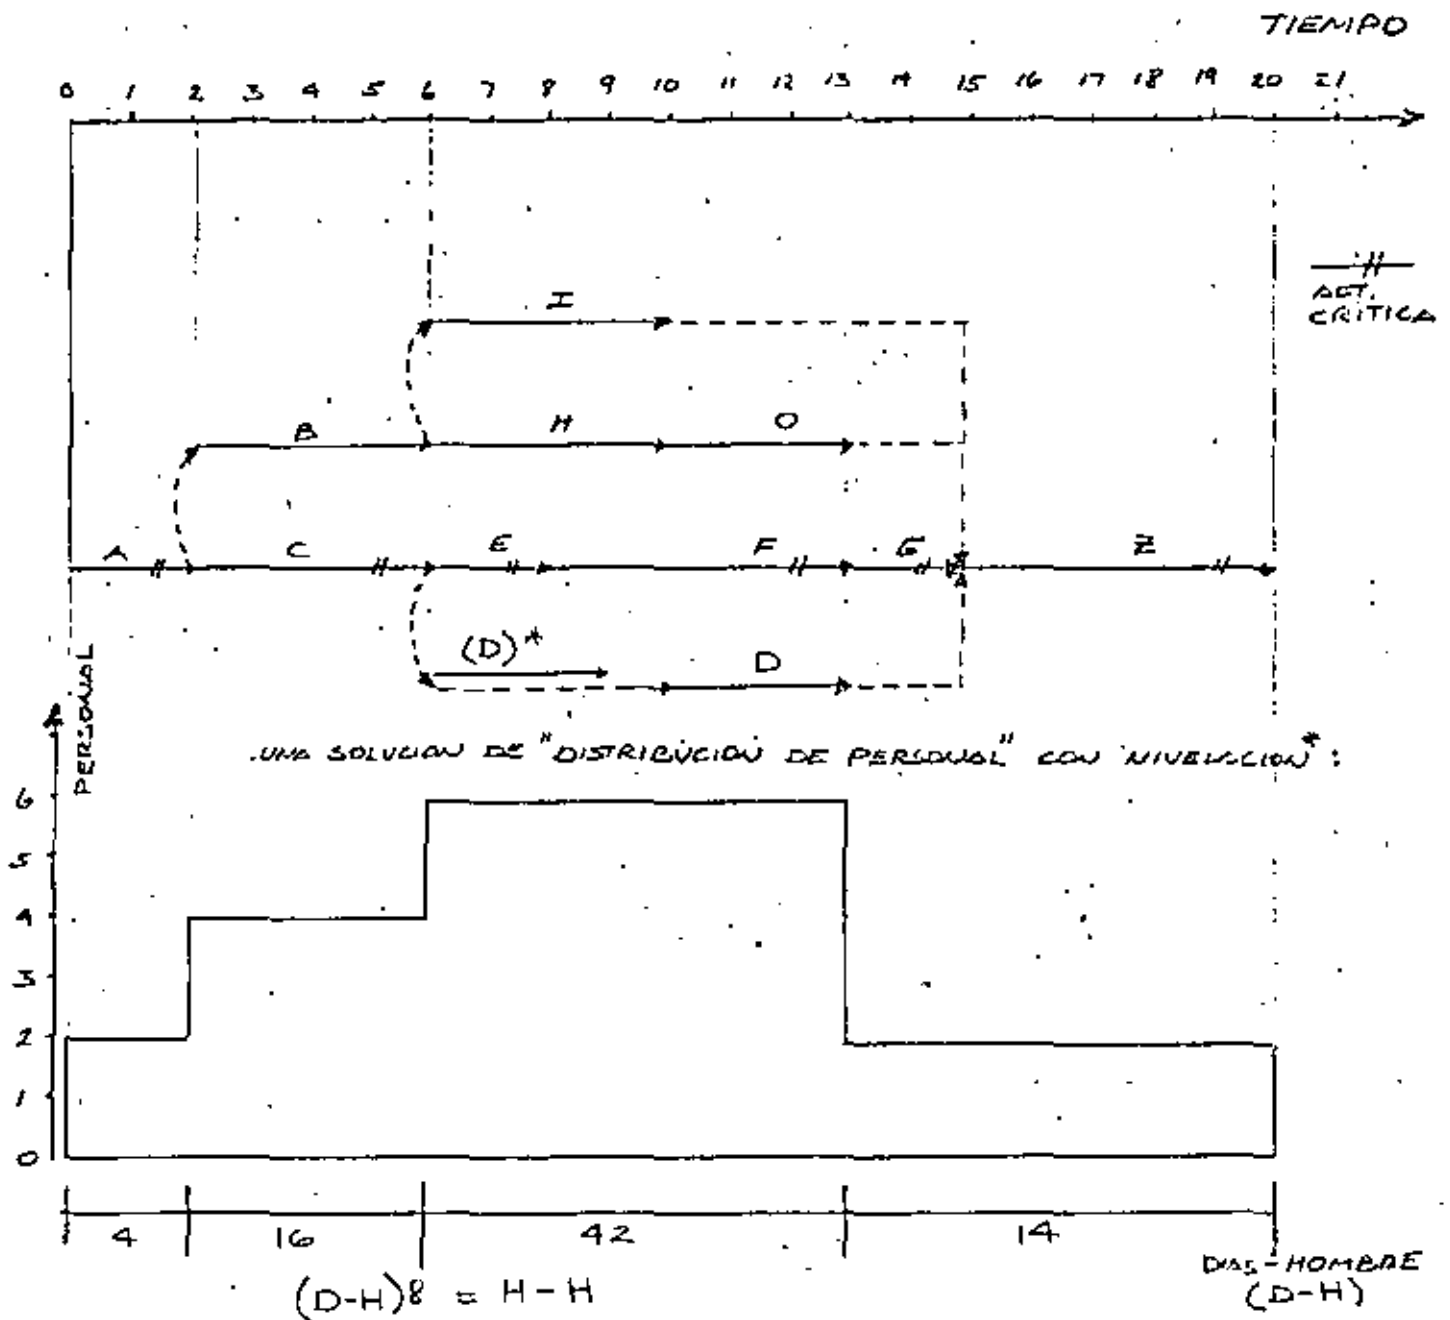 TIEMPO
0 1 2 3 4 5 6 7 8 9 10 11 12 13 14 15 16 17 18 19 20 21
ACT.
CRITICA
I
B H O
A C E F G Z
(D)* D
PERSONAL
UNA SOLUCION DE "DISTRIBUCION DE PERSONAL" CON NIVELACION*:
6
5
4
3
2
1
0
4 16 42 14
DIAS-HOMBRE
(D-H)
(D-H)8 = H-H